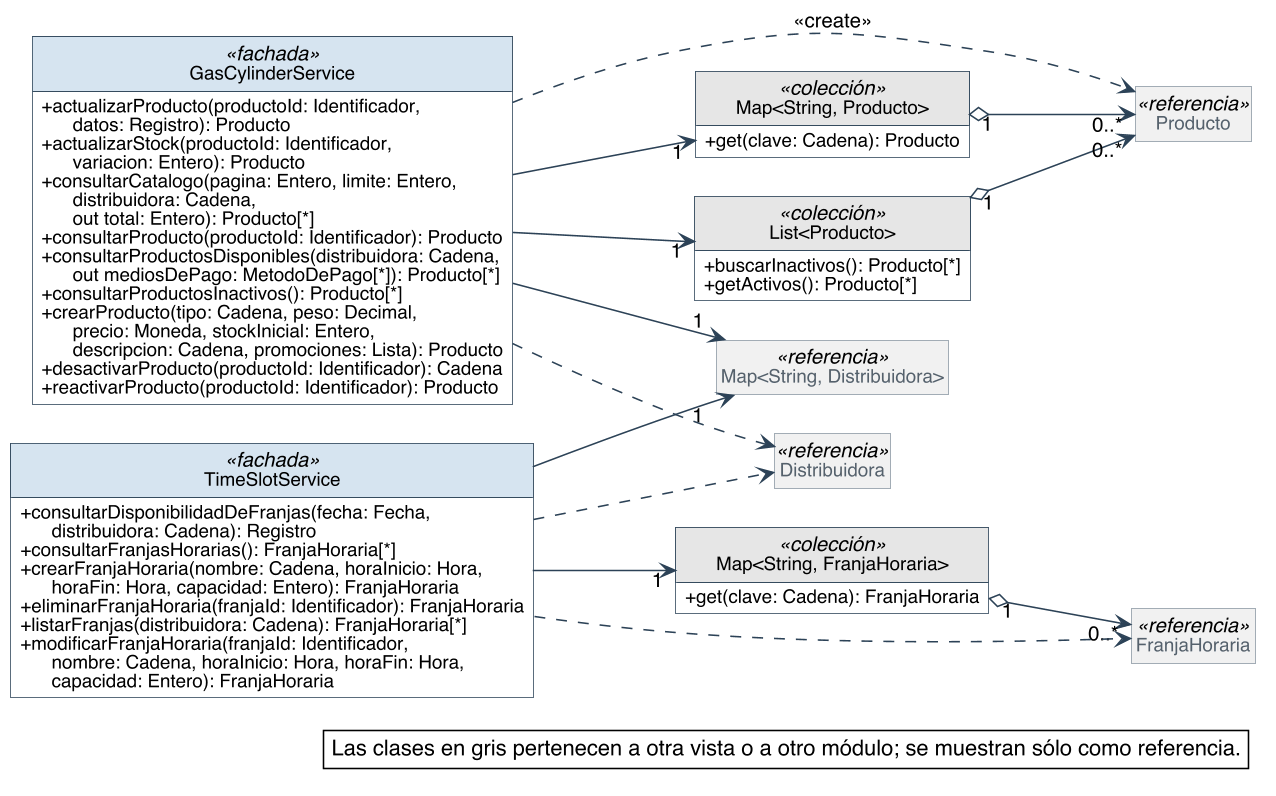 «create»
«fachada»
GasCylinderService
+actualizarProducto(productoId: Identificador,
datos: Registro): Producto
+actualizarStock(productoId: Identificador,
variacion: Entero): Producto
+consultarCatalogo(pagina: Entero, limite: Entero,
distribuidora: Cadena,
out total: Entero): Producto[*]
+consultarProducto(productoId: Identificador): Producto
+consultarProductosDisponibles(distribuidora: Cadena,
out mediosDePago: MetodoDePago[*]): Producto[*]
+consultarProductosInactivos(): Producto[*]
+crearProducto(tipo: Cadena, peso: Decimal,
precio: Moneda, stockInicial: Entero,
descripcion: Cadena, promociones: Lista): Producto
+desactivarProducto(productoId: Identificador): Cadena
+reactivarProducto(productoId: Identificador): Producto
«colección»
Map<String, Producto>
+get(clave: Cadena): Producto
1
1
0..*
«referencia»
Producto
0..*
«colección»
List<Producto>
+buscarInactivos(): Producto[*]
+getActivos(): Producto[*]
1
1
1
«referencia»
Map<String, Distribuidora>
1
«referencia»
Distribuidora
«fachada»
TimeSlotService
+consultarDisponibilidadDeFranjas(fecha: Fecha,
distribuidora: Cadena): Registro
+consultarFranjasHorarias(): FranjaHoraria[*]
+crearFranjaHoraria(nombre: Cadena, horaInicio: Hora,
horaFin: Hora, capacidad: Entero): FranjaHoraria
+eliminarFranjaHoraria(franjaId: Identificador): FranjaHoraria
+listarFranjas(distribuidora: Cadena): FranjaHoraria[*]
+modificarFranjaHoraria(franjaId: Identificador,
nombre: Cadena, horaInicio: Hora, horaFin: Hora,
capacidad: Entero): FranjaHoraria
«colección»
Map<String, FranjaHoraria>
+get(clave: Cadena): FranjaHoraria
1
1
0..*
«referencia»
FranjaHoraria
Las clases en gris pertenecen a otra vista o a otro módulo; se muestran sólo como referencia.